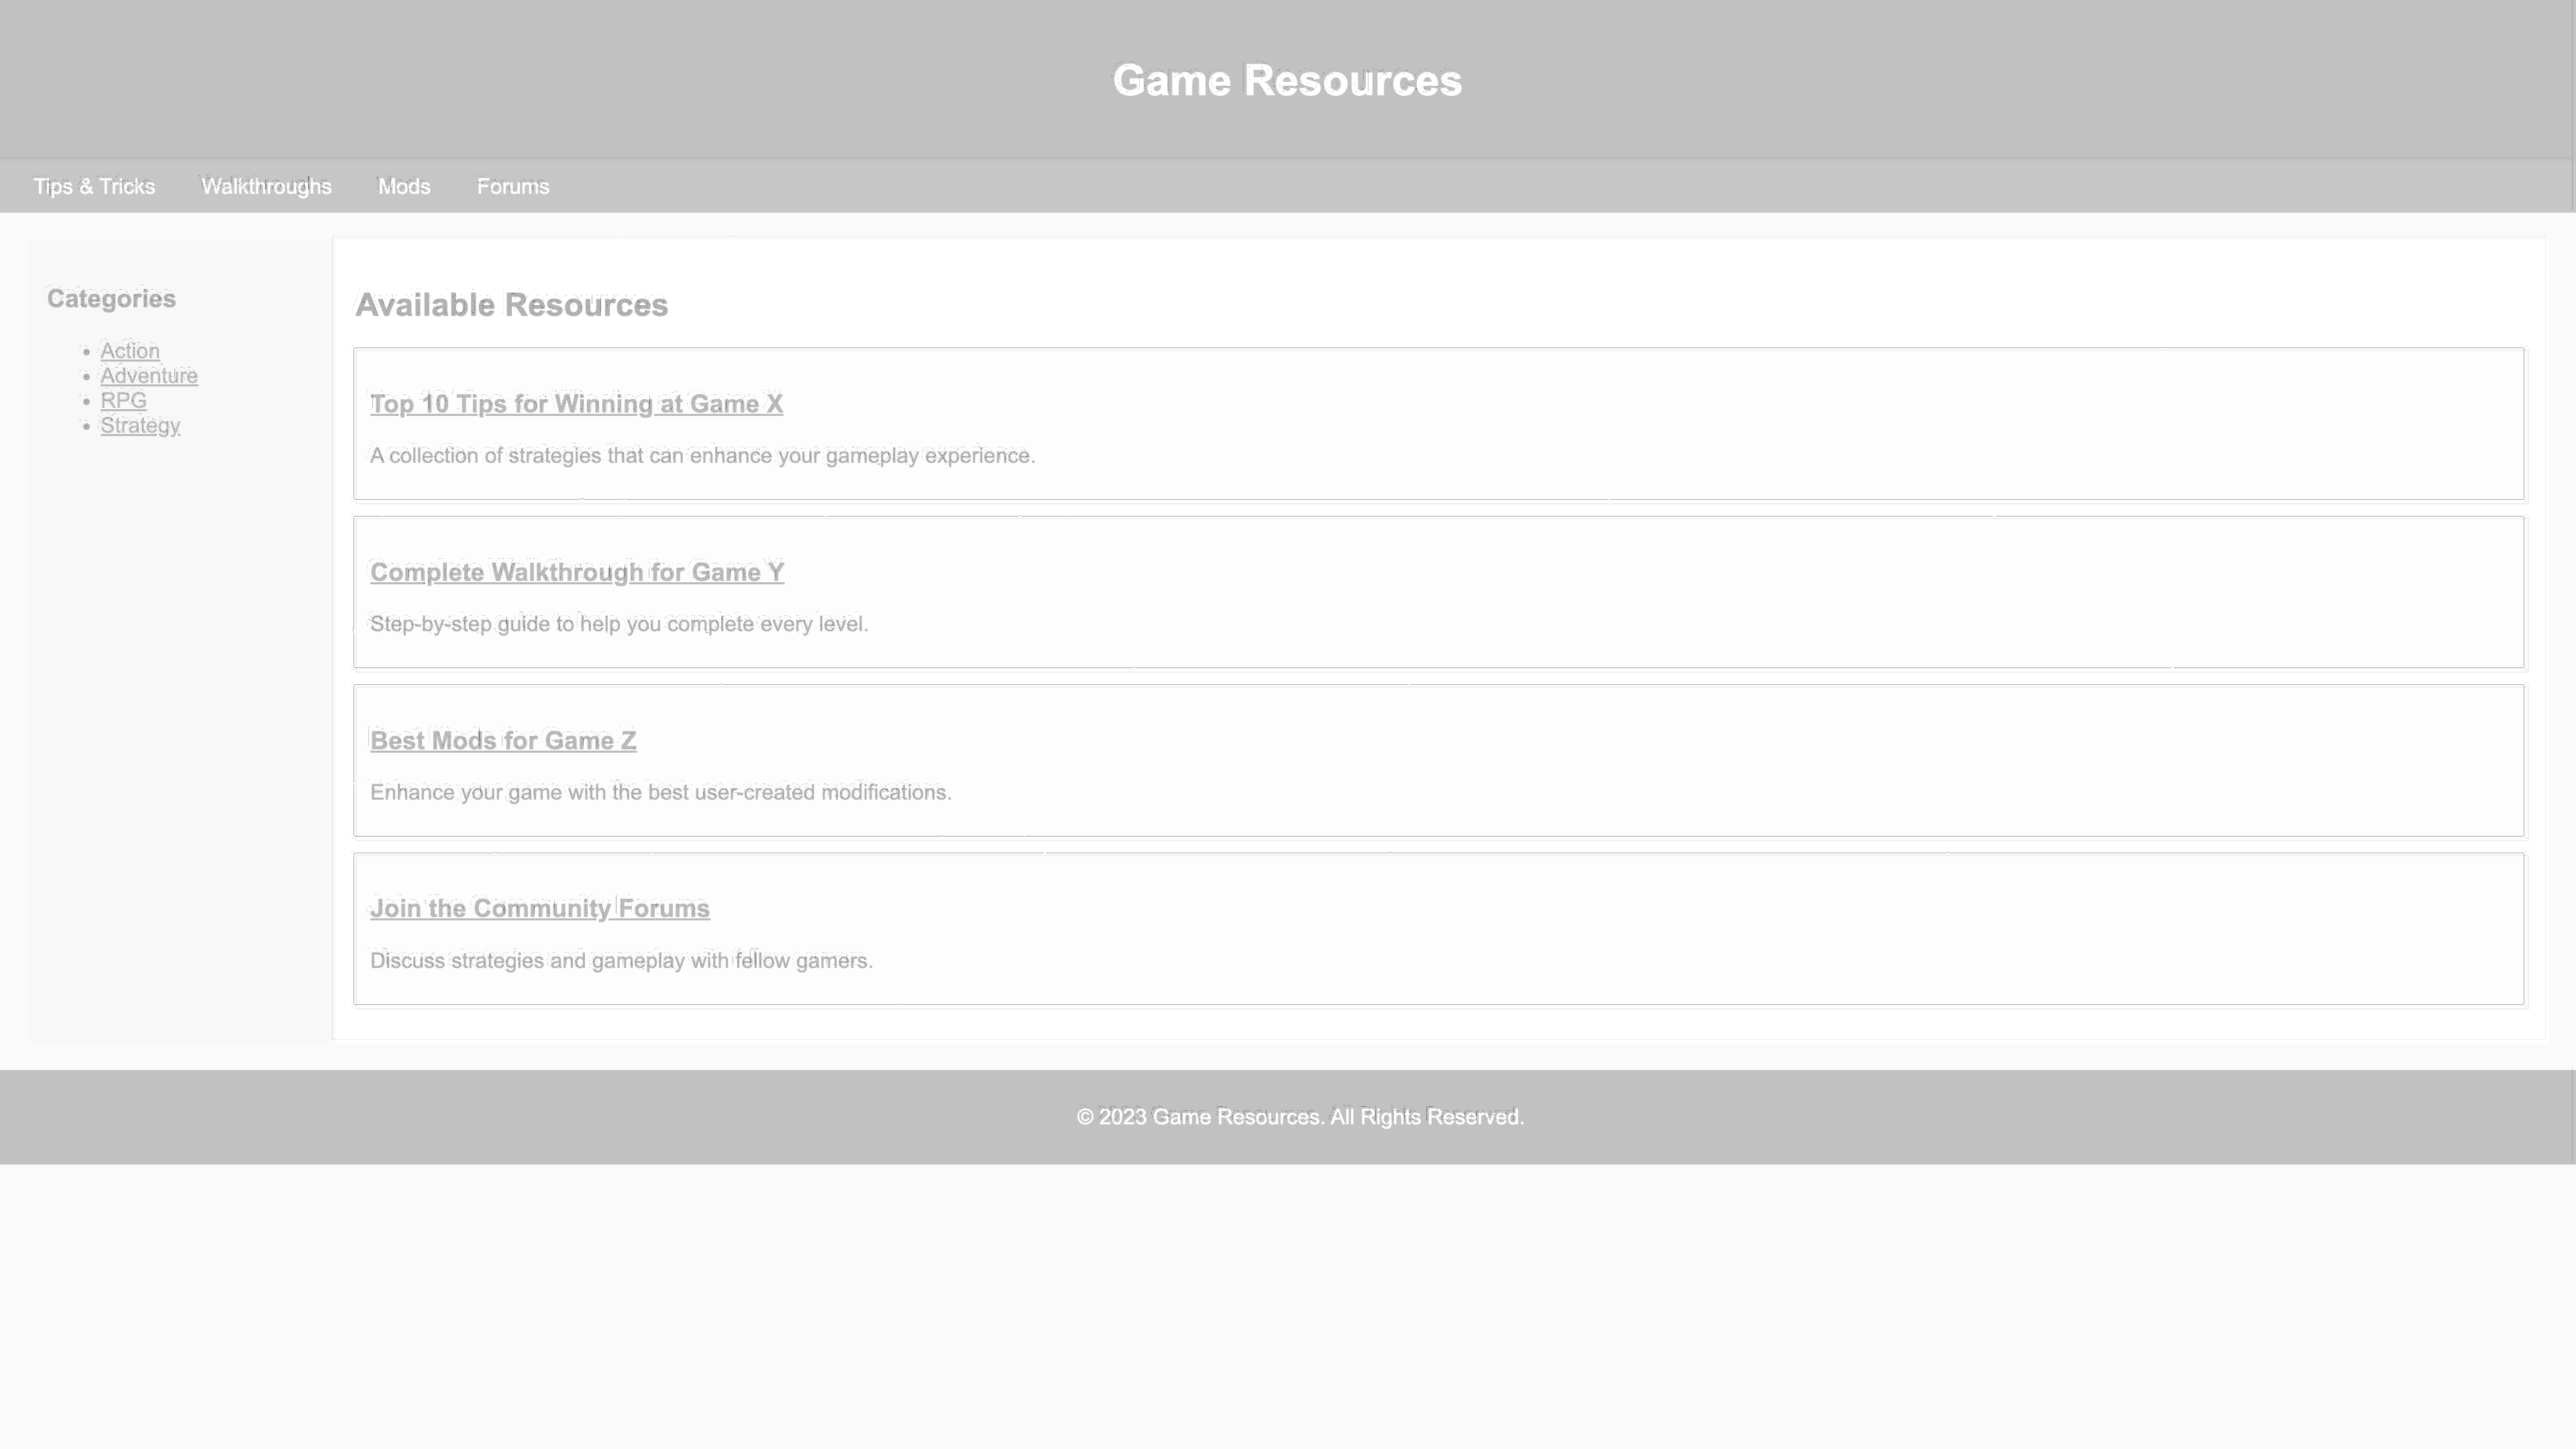 Game Resources
Tips & Tricks Walkthroughs Mods Forums
Categories
Action
Adventure
RPG
Strategy
Available Resources
Top 10 Tips for Winning at Game X
A collection of strategies that can enhance your gameplay experience.
Complete Walkthrough for Game Y
Step-by-step guide to help you complete every level.
Best Mods for Game Z
Enhance your game with the best user-created modifications.
Join the Community Forums
Discuss strategies and gameplay with fellow gamers.
© 2023 Game Resources. All Rights Reserved.